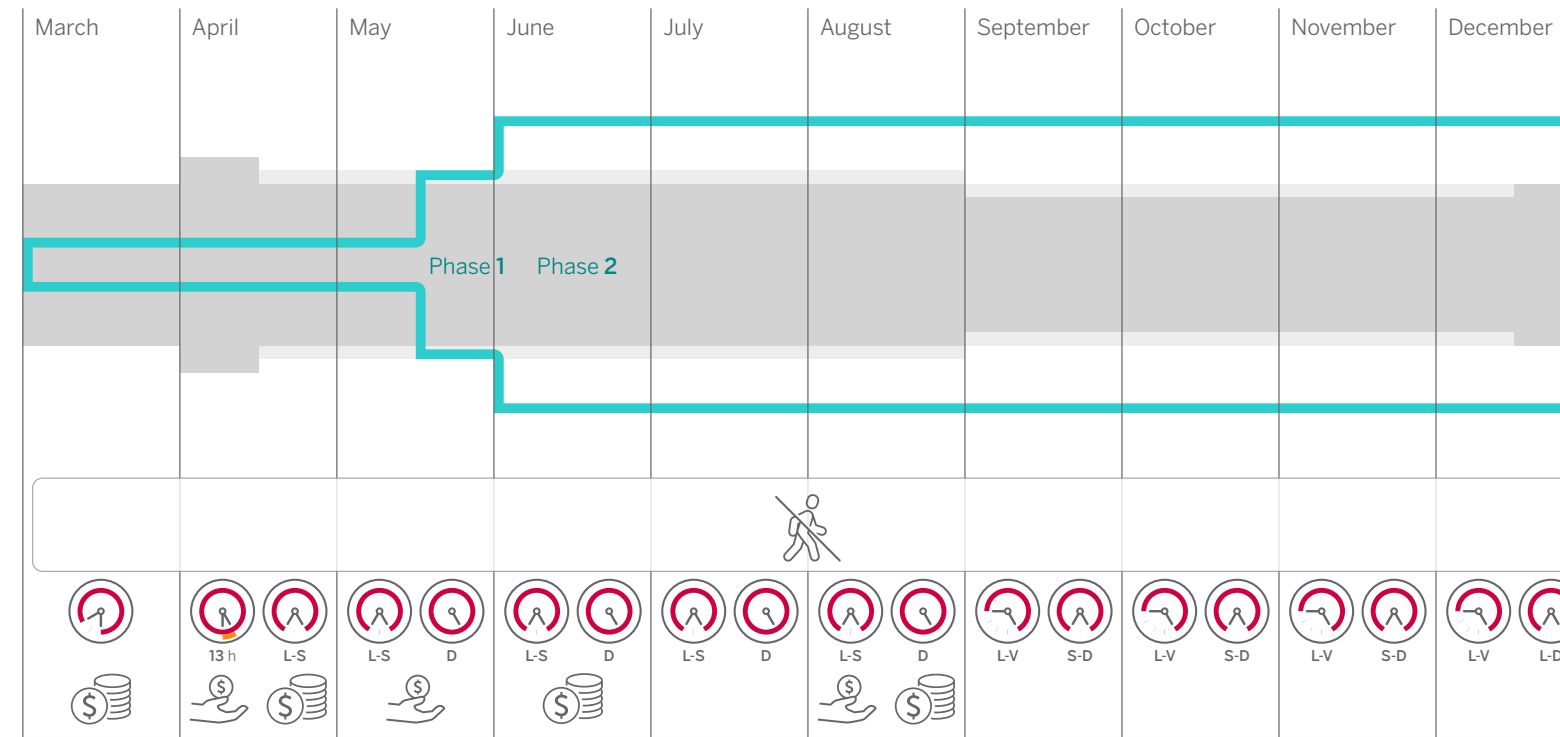 March April May June July August September October November December
Phase 1 Phase 2
13 h L-S L-S D L-S D L-S D L-S D L-V S-D L-V S-D L-V S-D L-V L-D
$ $ $ $ $ $ $